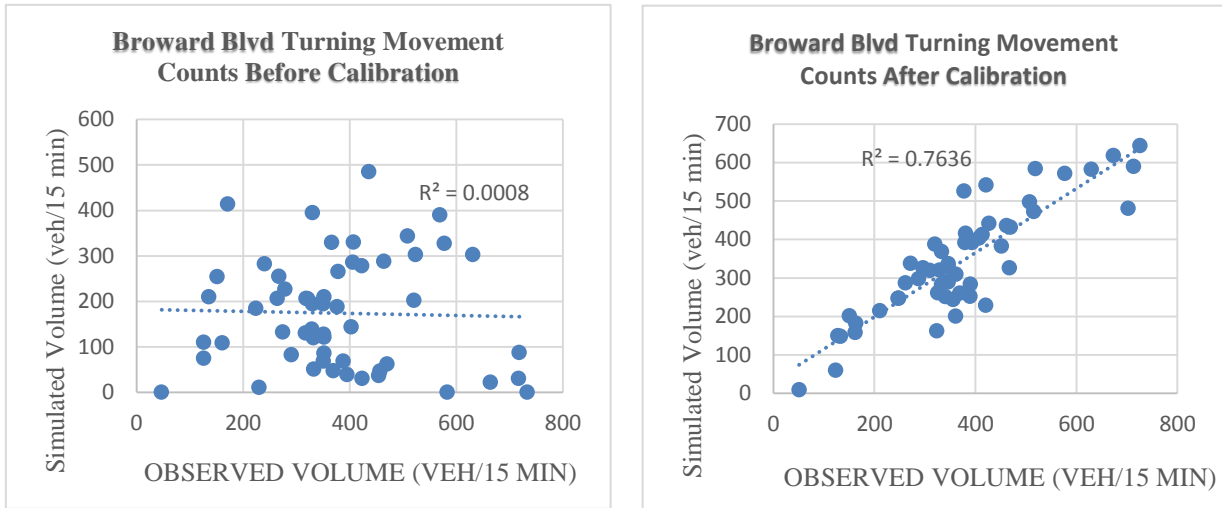 Broward Blvd Turning Movement
Counts Before Calibration
Simulated Volume (veh/15 min)
600
500
400
300
200
100
0
R² = 0.0008
0 200 400 600 800
OBSERVED VOLUME (VEH/15 MIN)
Broward Blvd Turning Movement
Counts After Calibration
Simulated Volume (veh/15 min)
700
600
500
400
300
200
100
0
R² = 0.7636
0 200 400 600 800
OBSERVED VOLUME (VEH/15 MIN)